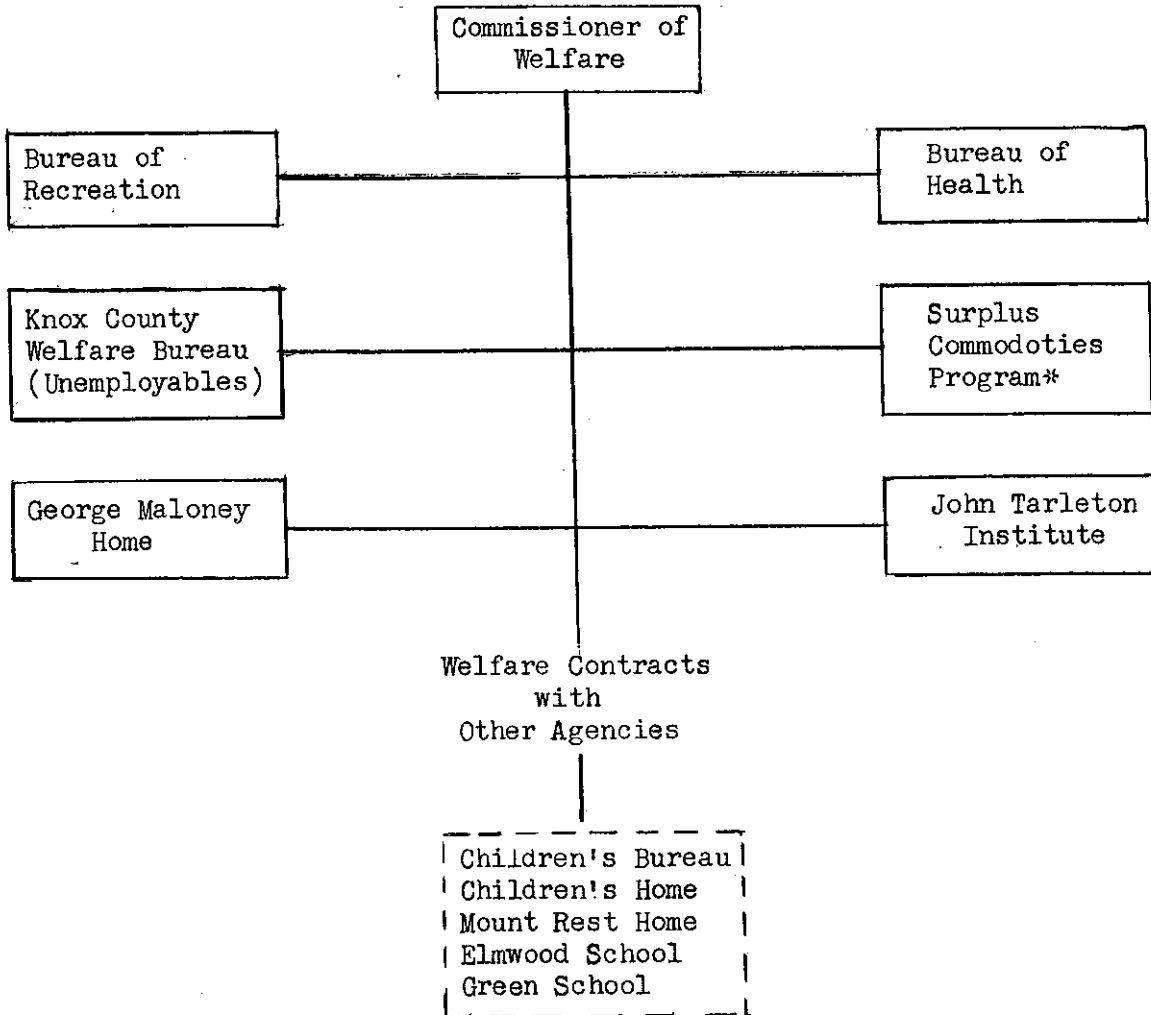 Commissioner of
Welfare
Bureau of
Recreation
Bureau of
Health
Knox County
Welfare Bureau
(Unemployables)
Surplus
Commodoties
Program*
George Maloney
Home
John Tarleton
Institute
Welfare Contracts
with
Other Agencies
Children's Bureau
Children's Home
Mount Rest Home
Elmwood School
Green School